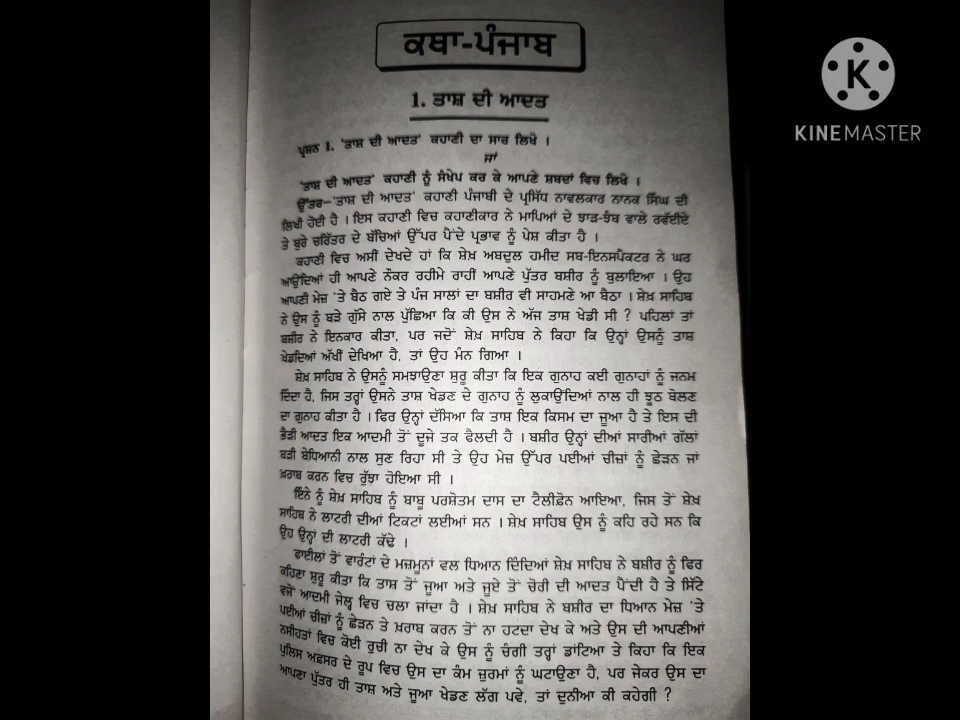 ਕਥਾ-ਪੰਜਾਬ
K
KINEMASTER
1. ਤਾਸ਼ ਦੀ ਆਦਤ
ਪ੍ਰਸ਼ਨ 1. 'ਤਾਸ਼ ਦੀ ਆਦਤ' ਕਹਾਣੀ ਦਾ ਸਾਰ ਲਿਖੋ ।
ਜਾਂ
'ਤਾਸ਼ ਦੀ ਆਦਤ' ਕਹਾਣੀ ਨੂੰ ਸੰਖੇਪ ਕਰ ਕੇ ਆਪਣੇ ਸ਼ਬਦਾਂ ਵਿਚ ਲਿਖੋ ।
ਉੱਤਰ—'ਤਾਸ਼ ਦੀ ਆਦਤ' ਕਹਾਣੀ ਪੰਜਾਬੀ ਦੇ ਪ੍ਰਸਿੱਧ ਨਾਵਲਕਾਰ ਨਾਨਕ ਸਿੰਘ ਦੀ
ਲਿਖੀ ਹੋਈ ਹੈ । ਇਸ ਕਹਾਣੀ ਵਿਚ ਕਹਾਣੀਕਾਰ ਨੇ ਮਾਪਿਆਂ ਦੇ ਝਾੜ-ਝੰਬ ਵਾਲੇ ਰਵੱਈਏ
ਤੇ ਬੁਰੇ ਚਰਿੱਤਰ ਦੇ ਬੱਚਿਆਂ ਉੱਪਰ ਪੈਂਦੇ ਪ੍ਰਭਾਵ ਨੂੰ ਪੇਸ਼ ਕੀਤਾ ਹੈ ।
ਕਹਾਣੀ ਵਿਚ ਅਸੀਂ ਦੇਖਦੇ ਹਾਂ ਕਿ ਸ਼ੇਖ਼ ਅਬਦੁਲ ਹਮੀਦ ਸਬ-ਇਨਸਪੈਕਟਰ ਨੇ ਘਰ
ਆਉਂਦਿਆਂ ਹੀ ਆਪਣੇ ਨੌਕਰ ਰਹੀਮੇ ਰਾਹੀਂ ਆਪਣੇ ਪੁੱਤਰ ਬਸ਼ੀਰ ਨੂੰ ਬੁਲਾਇਆ । ਉਹ
ਆਪਣੀ ਮੇਜ਼ 'ਤੇ ਬੈਠ ਗਏ ਤੇ ਪੰਜ ਸਾਲਾਂ ਦਾ ਬਸ਼ੀਰ ਵੀ ਸਾਹਮਣੇ ਆ ਬੈਠਾ । ਸ਼ੇਖ਼ ਸਾਹਿਬ
ਨੇ ਉਸ ਨੂੰ ਬੜੇ ਗੁੱਸੇ ਨਾਲ ਪੁੱਛਿਆ ਕਿ ਕੀ ਉਸ ਨੇ ਅੱਜ ਤਾਸ਼ ਖੇਡੀ ਸੀ ? ਪਹਿਲਾਂ ਤਾਂ
ਬਸ਼ੀਰ ਨੇ ਇਨਕਾਰ ਕੀਤਾ, ਪਰ ਜਦੋਂ ਸ਼ੇਖ਼ ਸਾਹਿਬ ਨੇ ਕਿਹਾ ਕਿ ਉਨ੍ਹਾਂ ਉਸਨੂੰ ਤਾਸ਼
ਖੇਡਦਿਆਂ ਅੱਖੀਂ ਦੇਖਿਆ ਹੈ, ਤਾਂ ਉਹ ਮੰਨ ਗਿਆ ।
ਸ਼ੇਖ਼ ਸਾਹਿਬ ਨੇ ਉਸਨੂੰ ਸਮਝਾਉਣਾ ਸ਼ੁਰੂ ਕੀਤਾ ਕਿ ਇਕ ਗੁਨਾਹ ਕਈ ਗੁਨਾਹਾਂ ਨੂੰ ਜਨਮ
ਦਿੰਦਾ ਹੈ, ਜਿਸ ਤਰ੍ਹਾਂ ਉਸਨੇ ਤਾਸ਼ ਖੇਡਣ ਦੇ ਗੁਨਾਹ ਨੂੰ ਲੁਕਾਉਂਦਿਆਂ ਨਾਲ ਹੀ ਝੂਠ ਬੋਲਣ
ਦਾ ਗੁਨਾਹ ਕੀਤਾ ਹੈ । ਫਿਰ ਉਨ੍ਹਾਂ ਦੱਸਿਆ ਕਿ ਤਾਸ਼ ਇਕ ਕਿਸਮ ਦਾ ਜੂਆ ਹੈ ਤੇ ਇਸ ਦੀ
ਭੈੜੀ ਆਦਤ ਇਕ ਆਦਮੀ ਤੋਂ ਦੂਜੇ ਤਕ ਫੈਲਦੀ ਹੈ । ਬਸ਼ੀਰ ਉਨ੍ਹਾਂ ਦੀਆਂ ਸਾਰੀਆਂ ਗੱਲਾਂ
ਬੜੀ ਬੇਧਿਆਨੀ ਨਾਲ ਸੁਣ ਰਿਹਾ ਸੀ ਤੇ ਉਹ ਮੇਜ਼ ਉੱਪਰ ਪਈਆਂ ਚੀਜ਼ਾਂ ਨੂੰ ਛੇੜਨ ਜਾਂ
ਖ਼ਰਾਬ ਕਰਨ ਵਿਚ ਰੁੱਝਾ ਹੋਇਆ ਸੀ ।
ਇੰਨੇ ਨੂੰ ਸ਼ੇਖ਼ ਸਾਹਿਬ ਨੂੰ ਬਾਬੂ ਪਰਸ਼ੋਤਮ ਦਾਸ ਦਾ ਟੈਲੀਫ਼ੋਨ ਆਇਆ, ਜਿਸ ਤੋਂ ਸ਼ੇਖ਼
ਸਾਹਿਬ ਨੇ ਲਾਟਰੀ ਦੀਆਂ ਟਿਕਟਾਂ ਲਈਆਂ ਸਨ । ਸ਼ੇਖ਼ ਸਾਹਿਬ ਉਸ ਨੂੰ ਕਹਿ ਰਹੇ ਸਨ ਕਿ
ਉਹ ਉਨ੍ਹਾਂ ਦੀ ਲਾਟਰੀ ਕੱਢੇ ।
ਫਾਈਲਾਂ ਤੋਂ ਵਾਰੰਟਾਂ ਦੇ ਮਜ਼ਮੂਨਾਂ ਵਲ ਧਿਆਨ ਦਿੰਦਿਆਂ ਸ਼ੇਖ਼ ਸਾਹਿਬ ਨੇ ਬਸ਼ੀਰ ਨੂੰ ਫਿਰ
ਕਹਿਣਾ ਸ਼ੁਰੂ ਕੀਤਾ ਕਿ ਤਾਸ਼ ਤੋਂ ਜੂਆ ਅਤੇ ਜੂਏ ਤੋਂ ਚੋਰੀ ਦੀ ਆਦਤ ਪੈਂਦੀ ਹੈ ਤੇ ਸਿੱਟੇ
ਵਜੋਂ ਆਦਮੀ ਜੇਲ੍ਹ ਵਿਚ ਚਲਾ ਜਾਂਦਾ ਹੈ । ਸ਼ੇਖ਼ ਸਾਹਿਬ ਨੇ ਬਸ਼ੀਰ ਦਾ ਧਿਆਨ ਮੇਜ਼ 'ਤੇ
ਪਈਆਂ ਚੀਜ਼ਾਂ ਨੂੰ ਛੇੜਨ ਤੇ ਖ਼ਰਾਬ ਕਰਨ ਤੋਂ ਨਾ ਹਟਦਾ ਦੇਖ ਕੇ ਅਤੇ ਉਸ ਦੀ ਆਪਣੀਆਂ
ਨਸੀਹਤਾਂ ਵਿਚ ਕੋਈ ਰੁਚੀ ਨਾ ਦੇਖ ਕੇ ਉਸ ਨੂੰ ਚੰਗੀ ਤਰ੍ਹਾਂ ਡਾਂਟਿਆ ਤੇ ਕਿਹਾ ਕਿ ਇਕ
ਪੁਲਿਸ ਅਫ਼ਸਰ ਦੇ ਰੂਪ ਵਿਚ ਉਸ ਦਾ ਕੰਮ ਜ਼ੁਰਮਾਂ ਨੂੰ ਘਟਾਉਣਾ ਹੈ, ਪਰ ਜੇਕਰ ਉਸ ਦਾ
ਆਪਣਾ ਪੁੱਤਰ ਹੀ ਤਾਸ਼ ਅਤੇ ਜੂਆ ਖੇਡਣ ਲੱਗ ਪਵੇ, ਤਾਂ ਦੁਨੀਆ ਕੀ ਕਹੇਗੀ ?